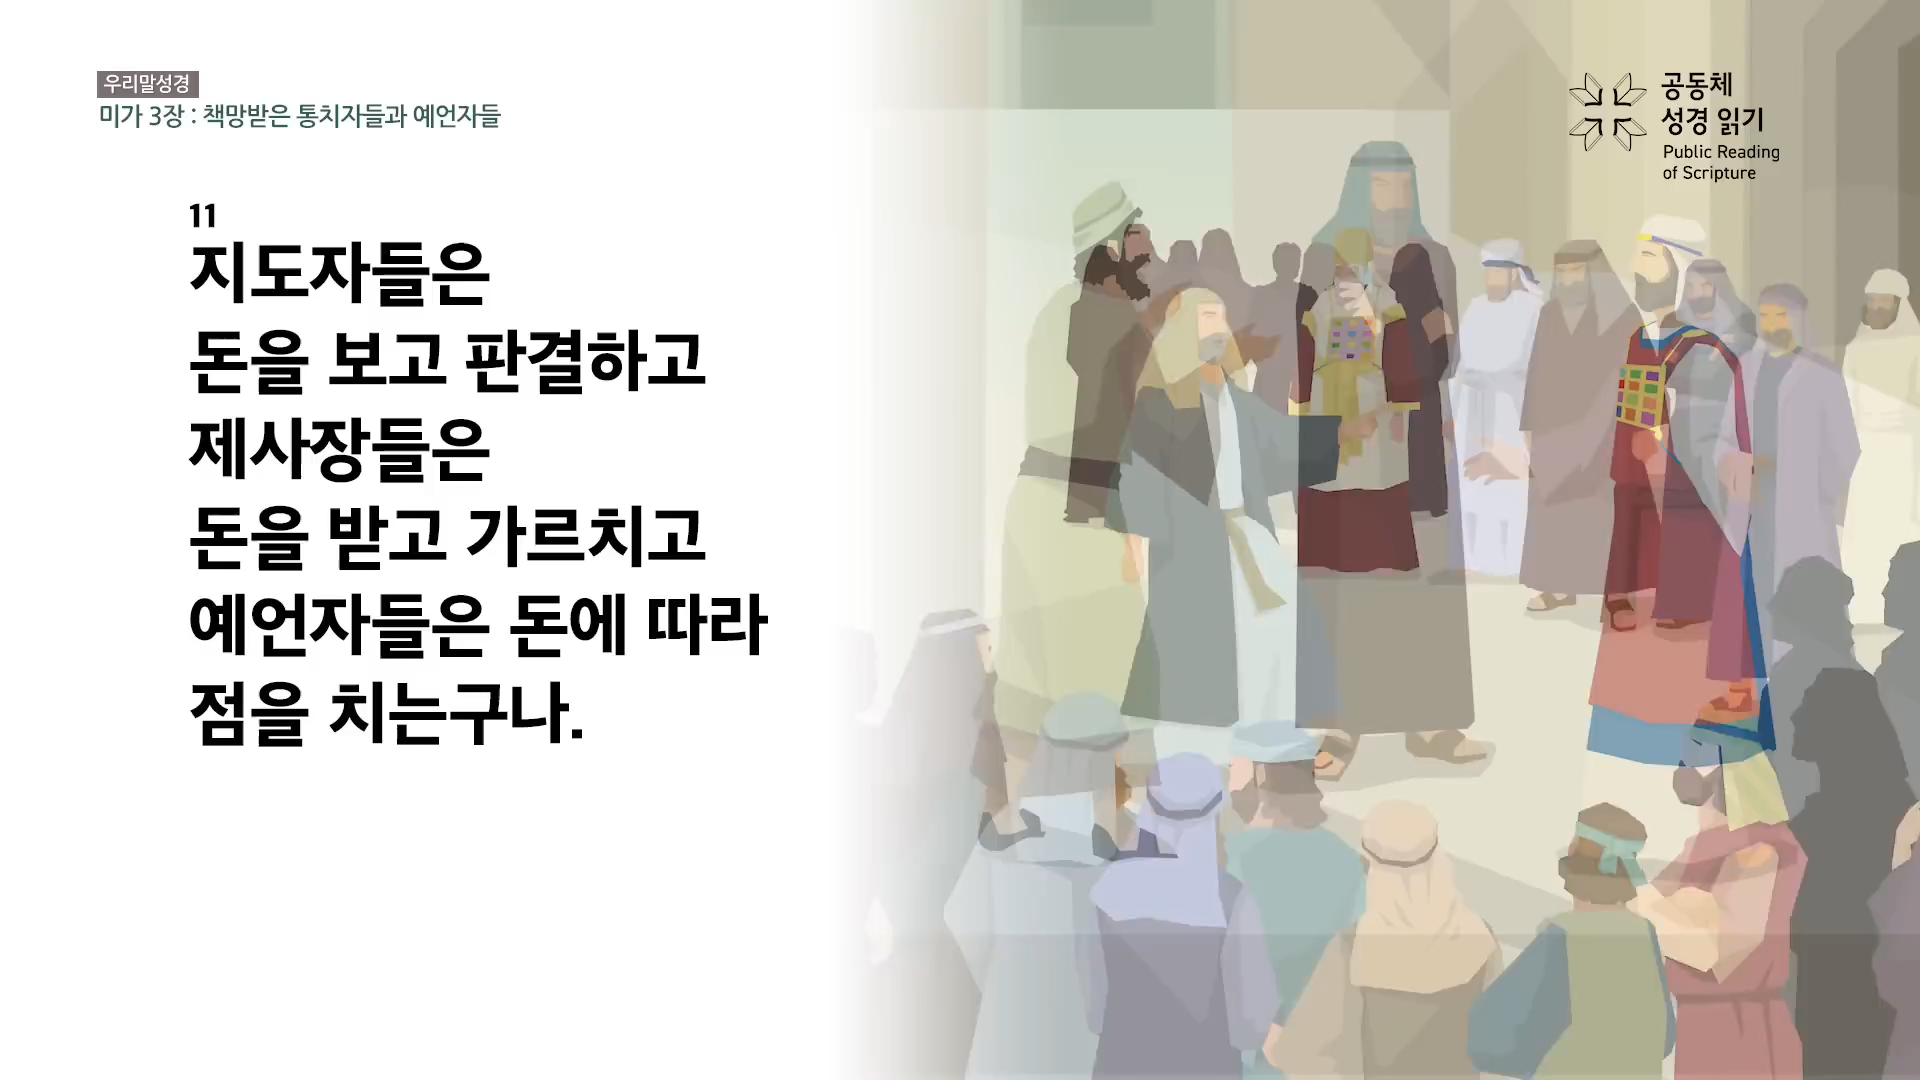 우리말성경
미가 3장 : 책망받은 통치자들과 예언자들
공동체
성경 읽기
Public Reading
of Scripture
11
지도자들은
돈을 보고 판결하고
제사장들은
돈을 받고 가르치고
예언자들은 돈에 따라
점을 치는구나.